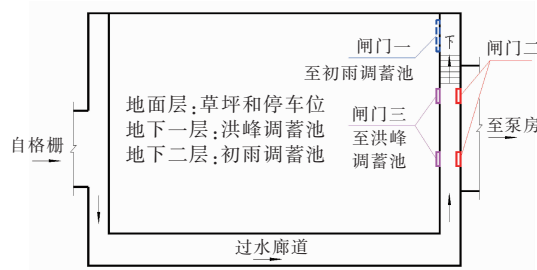 闸门一
至初雨调蓄池
下
闸门二
地面层:草坪和停车位
地下一层:洪峰调蓄池
地下二层:初雨调蓄池
闸门三
至洪峰
调蓄池
自格栅
至泵房
过水廊道